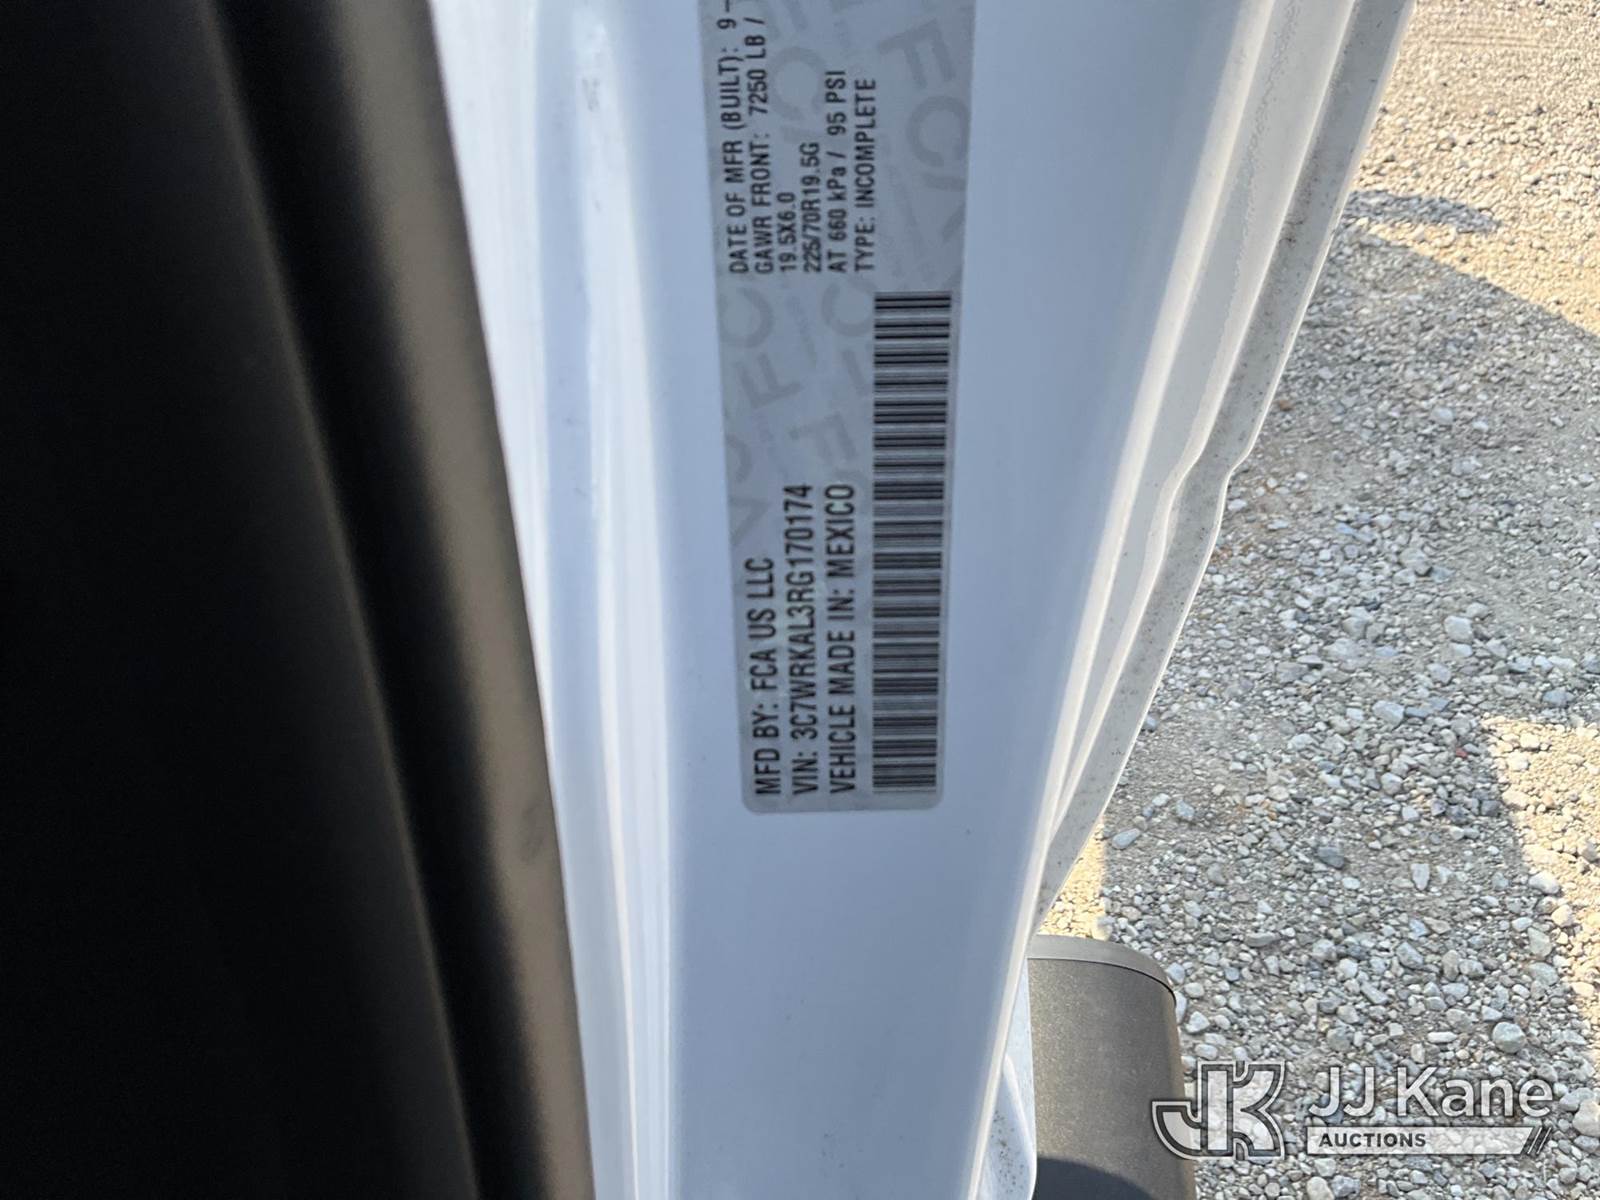 MFD BY: FCA US LLC
VIN: 3C7WRKAL3RG170174
VEHICLE MADE IN: MEXICO
DATE OF MFR (BUILT): 9-
GAWR FRONT: 7250 LB /
19.5X6.0
225/70R19.5G
AT 660 kPa / 95 PSI
TYPE: INCOMPLETE
FCA
JJ Kane
AUCTIONS